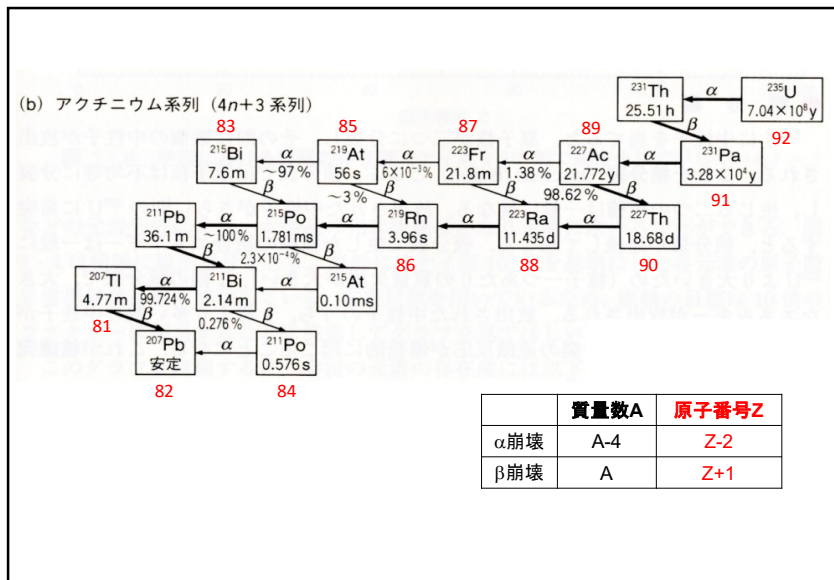 (b) アクチニウム系列 (4n+3 系列)
²³¹Th
25.51 h
α
²³⁵U
7.04×10⁸y
92
β
83
85
87
89
²¹⁵Bi
7.6 m
α
~97 %
²¹⁹At
56 s
α
6×10⁻³%
²²³Fr
21.8 m
α
1.38 %
²²⁷Ac
21.772 y
α
²³¹Pa
3.28×10⁴y
91
β
β
~3 %
β
98.62 %
β
²¹¹Pb
36.1 m
α
~100 %
²¹⁵Po
1.781 ms
α
²¹⁹Rn
3.96 s
α
²²³Ra
11.435 d
α
²²⁷Th
18.68 d
86
88
90
β
2.3×10⁻⁴%
β
²⁰⁷Tl
4.77 m
α
99.724 %
²¹¹Bi
2.14 m
α
²¹⁵At
0.10 ms
81
β
0.276 %
β
²⁰⁷Pb
安定
α
²¹¹Po
0.576 s
82
84
質量数A 原子番号Z
α崩壊 A-4 Z-2
β崩壊 A Z+1